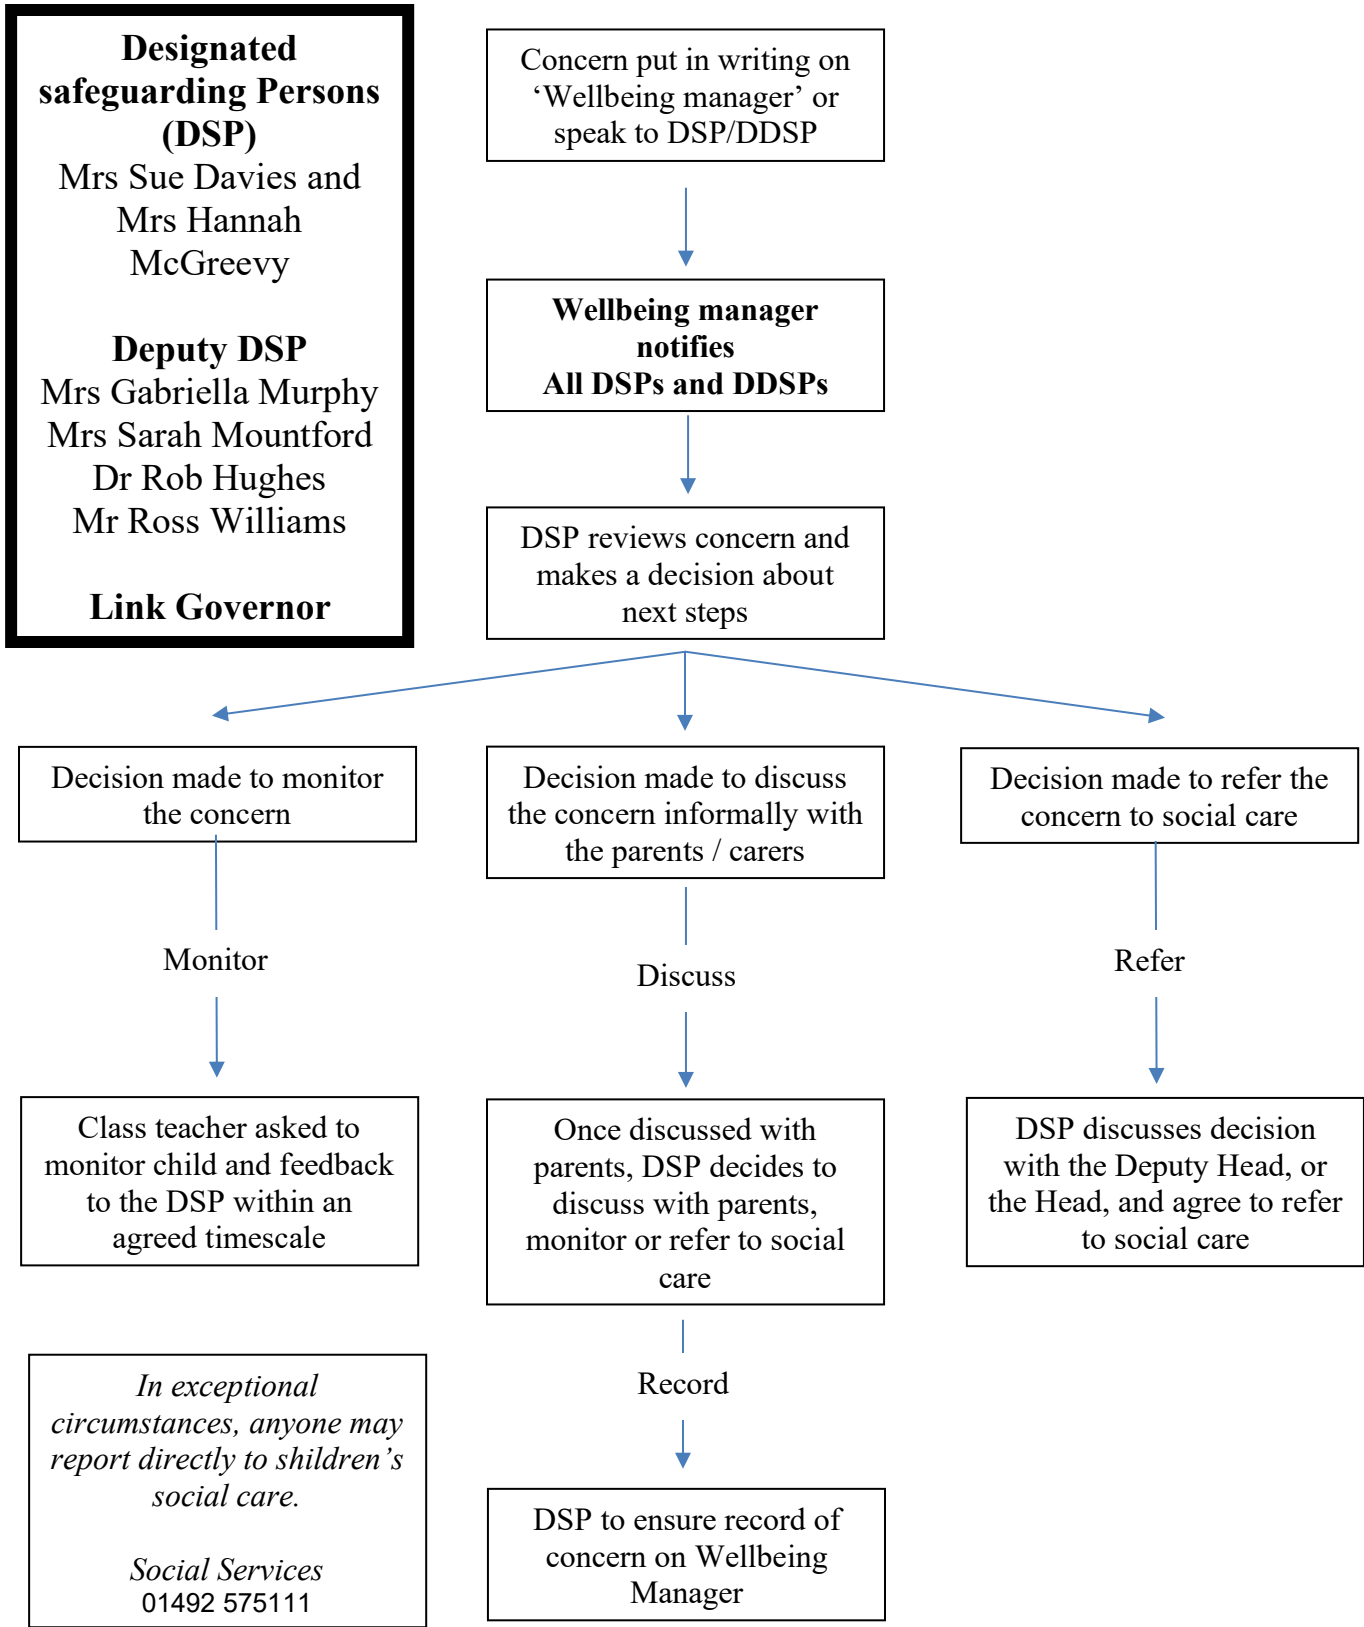 Designated
safeguarding Persons
(DSP)
Mrs Sue Davies and
Mrs Hannah
McGreevy
Deputy DSP
Mrs Gabriella Murphy
Mrs Sarah Mountford
Dr Rob Hughes
Mr Ross Williams
Link Governor
Concern put in writing on
‘Wellbeing manager’ or
speak to DSP/DDSP
Wellbeing manager
notifies
All DSPs and DDSPs
DSP reviews concern and
makes a decision about
next steps
Decision made to monitor
the concern
Decision made to discuss
the concern informally with
the parents / carers
Decision made to refer the
concern to social care
Monitor
Discuss
Refer
Class teacher asked to
monitor child and feedback
to the DSP within an
agreed timescale
Once discussed with
parents, DSP decides to
discuss with parents,
monitor or refer to social
care
DSP discusses decision
with the Deputy Head, or
the Head, and agree to refer
to social care
In exceptional
circumstances, anyone may
report directly to shildren’s
social care.
Social Services
01492 575111
Record
DSP to ensure record of
concern on Wellbeing
Manager